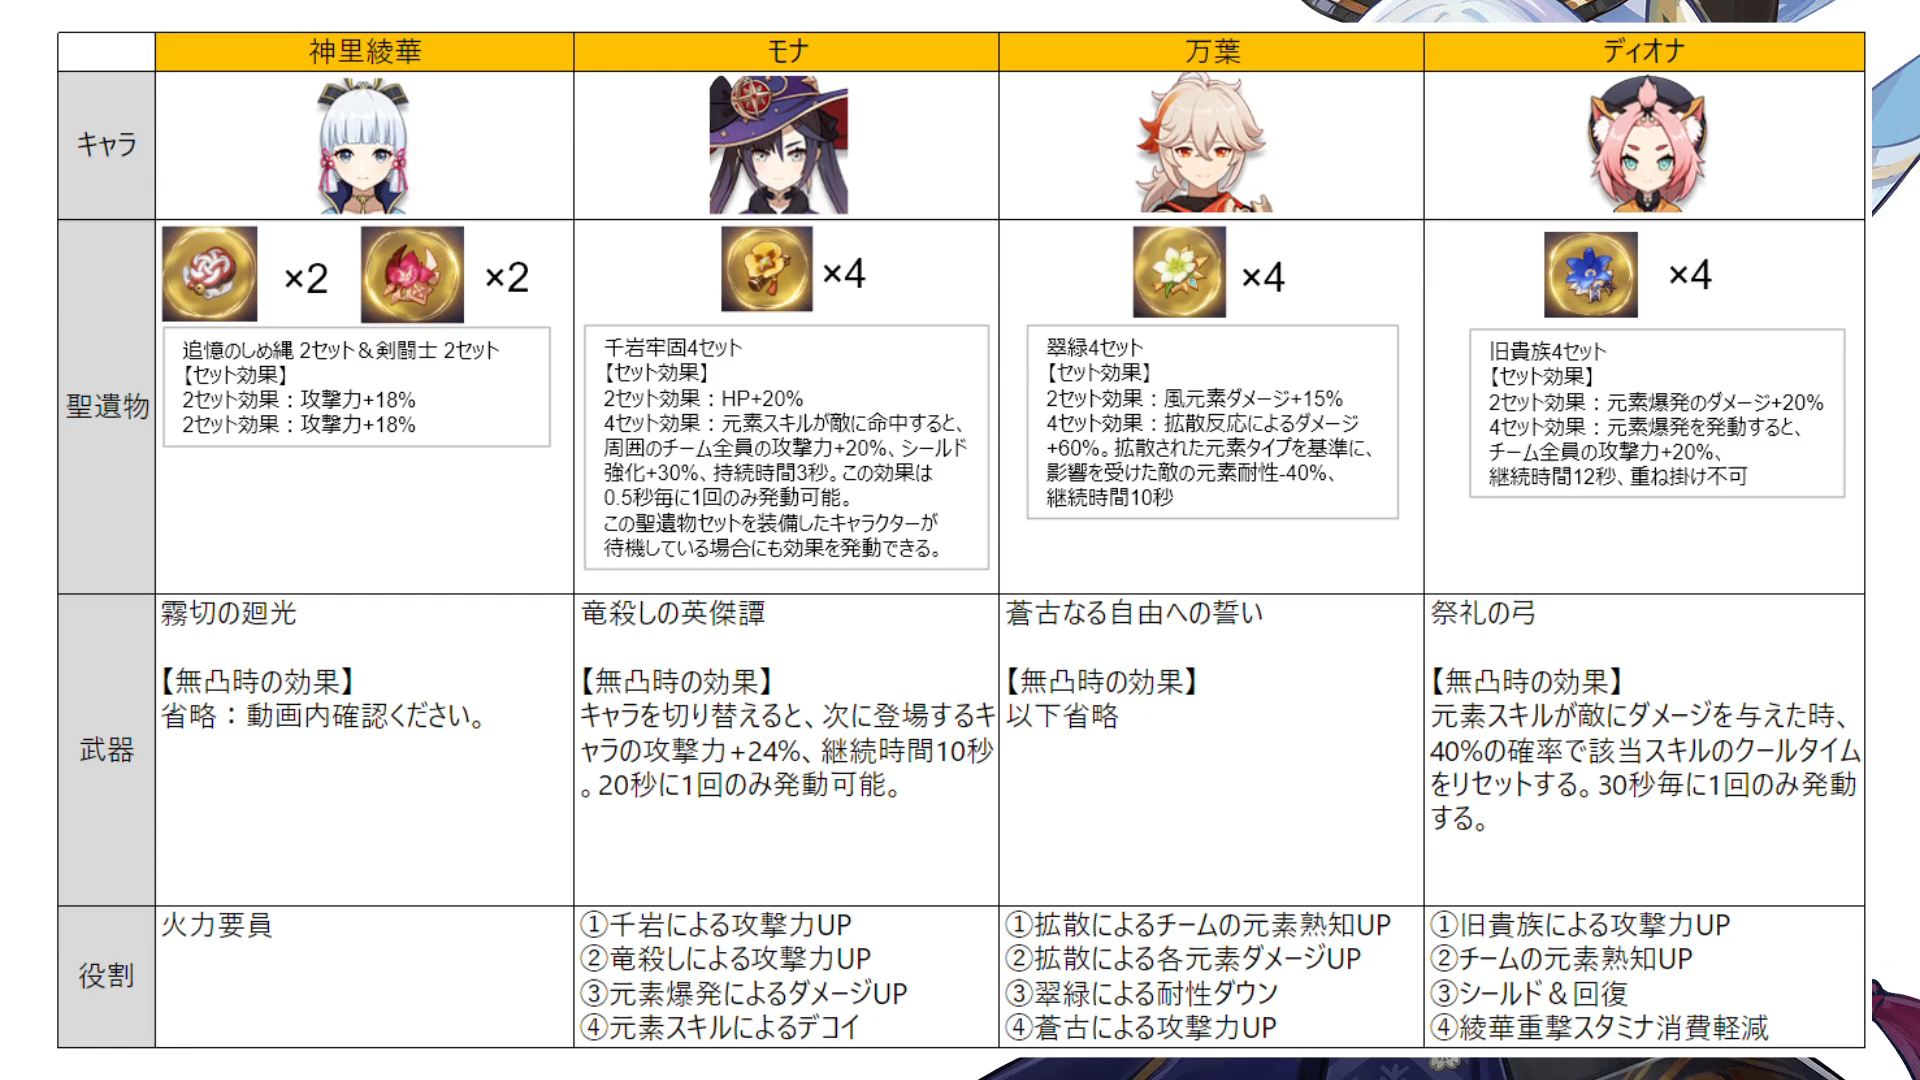 神里綾華
モナ
万葉
ディオナ
キャラ
聖遺物
×2
×2
追憶のしめ縄 2セット＆剣闘士 2セット
【セット効果】
2セット効果：攻撃力+18%
2セット効果：攻撃力+18%
×4
千岩牢固4セット
【セット効果】
2セット効果：HP+20%
4セット効果：元素スキルが敵に命中すると、
周囲のチーム全員の攻撃力+20%、シールド
強化+30%、持続時間3秒。この効果は
0.5秒毎に1回のみ発動可能。
この聖遺物セットを装備したキャラクターが
待機している場合にも効果を発動できる。
×4
翠緑4セット
【セット効果】
2セット効果：風元素ダメージ+15%
4セット効果：拡散反応によるダメージ
+60%。拡散された元素タイプを基準に、
影響を受けた敵の元素耐性-40%、
継続時間10秒
×4
旧貴族4セット
【セット効果】
2セット効果：元素爆発のダメージ+20%
4セット効果：元素爆発を発動すると、
チーム全員の攻撃力+20%、
継続時間12秒、重ね掛け不可
武器
霧切の廻光
【無凸時の効果】
省略：動画内確認ください。
竜殺しの英傑譚
【無凸時の効果】
キャラを切り替えると、次に登場するキ
ャラの攻撃力+24%、継続時間10秒
。20秒に1回のみ発動可能。
蒼古なる自由への誓い
【無凸時の効果】
以下省略
祭礼の弓
【無凸時の効果】
元素スキルが敵にダメージを与えた時、
40%の確率で該当スキルのクールタイム
をリセットする。30秒毎に1回のみ発動
する。
役割
火力要員
①千岩による攻撃力UP
②竜殺しによる攻撃力UP
③元素爆発によるダメージUP
④元素スキルによるデコイ
①拡散によるチームの元素熟知UP
②拡散による各元素ダメージUP
③翠緑による耐性ダウン
④蒼古による攻撃力UP
①旧貴族による攻撃力UP
②チームの元素熟知UP
③シールド＆回復
④綾華重撃スタミナ消費軽減